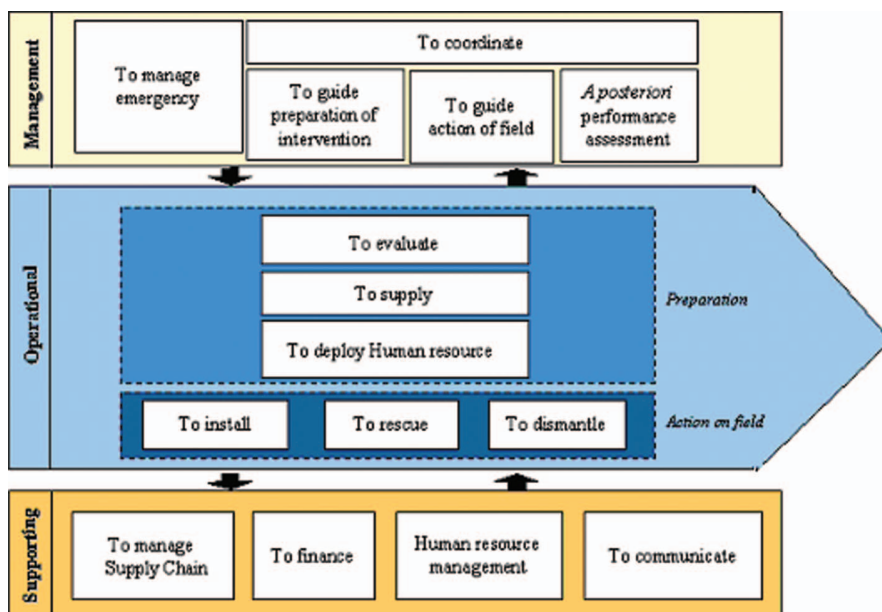 Management
To manage
emergency
To coordinate
To guide
preparation of
intervention
To guide
action of field
A posteriori
performance
assessment
Operational
To evaluate
To supply
To deploy Human resource
Preparation
To install
To rescue
To dismantle
Action on field
Supporting
To manage
Supply Chain
To finance
Human resource
management
To communicate